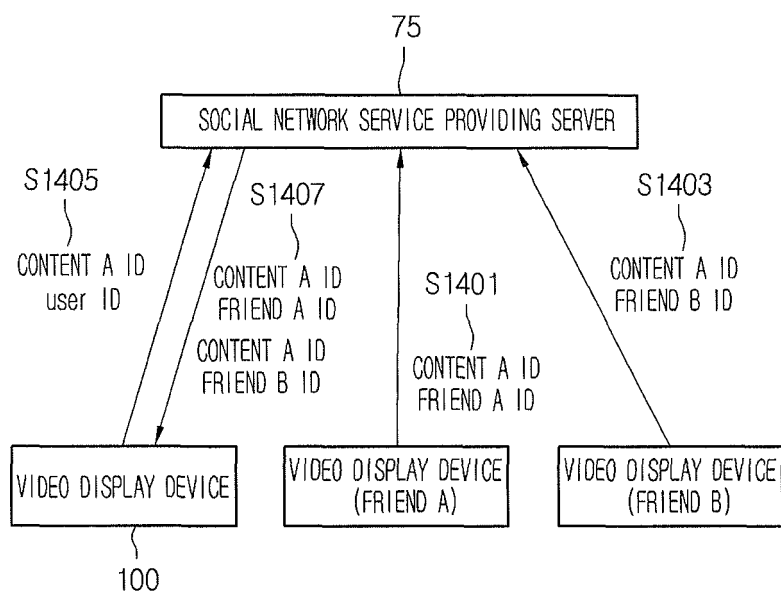 75
SOCIAL NETWORK SERVICE PROVIDING SERVER
S1405
CONTENT A ID
user ID
S1407
CONTENT A ID
FRIEND A ID
CONTENT A ID
FRIEND B ID
S1401
CONTENT A ID
FRIEND A ID
S1403
CONTENT A ID
FRIEND B ID
VIDEO DISPLAY DEVICE
100
VIDEO DISPLAY DEVICE
(FRIEND A)
VIDEO DISPLAY DEVICE
(FRIEND B)